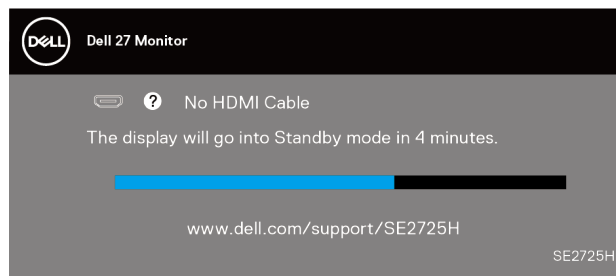 DELL
Dell 27 Monitor
? No HDMI Cable
The display will go into Standby mode in 4 minutes.
www.dell.com/support/SE2725H
SE2725H